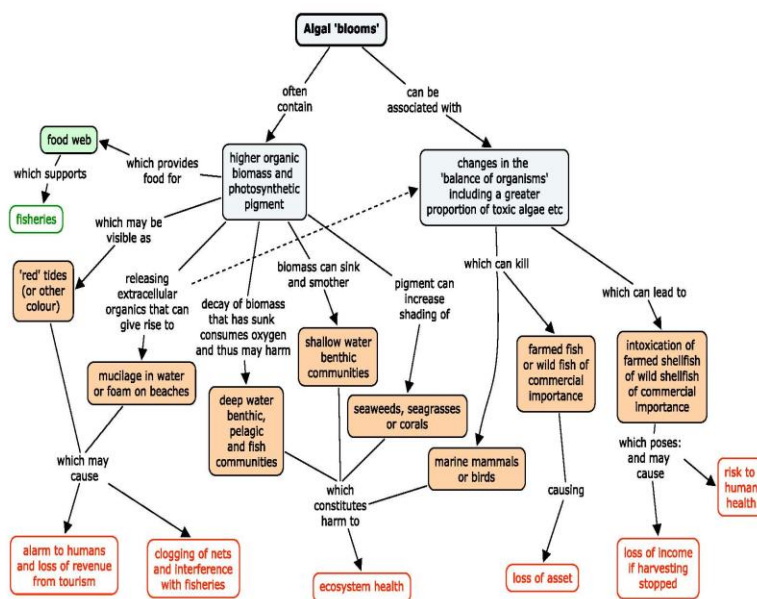 Algal 'blooms'
often
contain
can be
associated with
food web
which provides
food for
higher organic
biomass and
photosynthetic
pigment
changes in the
'balance of organisms'
including a greater
proportion of toxic algae etc
which supports
fisheries
which may be
visible as
'red' tides
(or other
colour)
releasing
extracellular
organics that can
give rise to
decay of biomass
that has sunk
consumes oxygen
and thus may harm
biomass can sink
and smother
pigment can
increase
shading of
which can kill
which can lead to
mucilage in water
or foam on beaches
deep water
benthic,
pelagic
and fish
communities
shallow water
benthic
communities
seaweeds, seagrasses
or corals
marine mammals
or birds
farmed fish
or wild fish of
commercial
importance
intoxication of
farmed shellfish
of wild shellfish
of commercial
importance
which may
cause
which
constitutes
harm to
causing
which poses:
and may
cause
risk to
human
health
alarm to humans
and loss of revenue
from tourism
clogging of nets
and interference
with fisheries
ecosystem health
loss of asset
loss of income
if harvesting
stopped